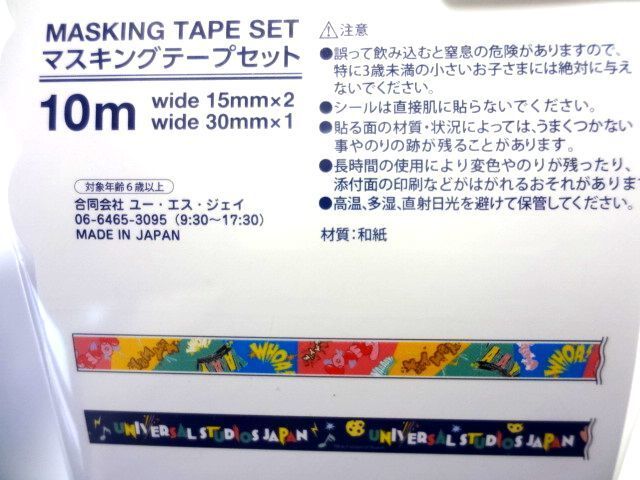 MASKING TAPE SET
マスキングテープセット
10m
wide 15mm×2
wide 30mm×1
対象年齢6歳以上
合同会社 ユー・エス・ジェイ
06-6465-3095（9:30〜17:30）
MADE IN JAPAN
⚠注意
●誤って飲み込むと窒息の危険がありますので、
特に3歳未満の小さいお子さまには絶対に与え
ないでください。
●シールは直接肌に貼らないでください。
●貼る面の材質・状況によっては、うまくつかない
事やのりの跡が残ることがあります。
●長時間の使用により変色やのりが残ったり、
添付面の印刷などがはがれるおそれがあります
●高温、多湿、直射日光を避けて保管してください。
材質：和紙
WHOA!
WHOA!
UNIVERSAL STUDIOS JAPAN
UNIVERSAL STUDIOS JAPAN